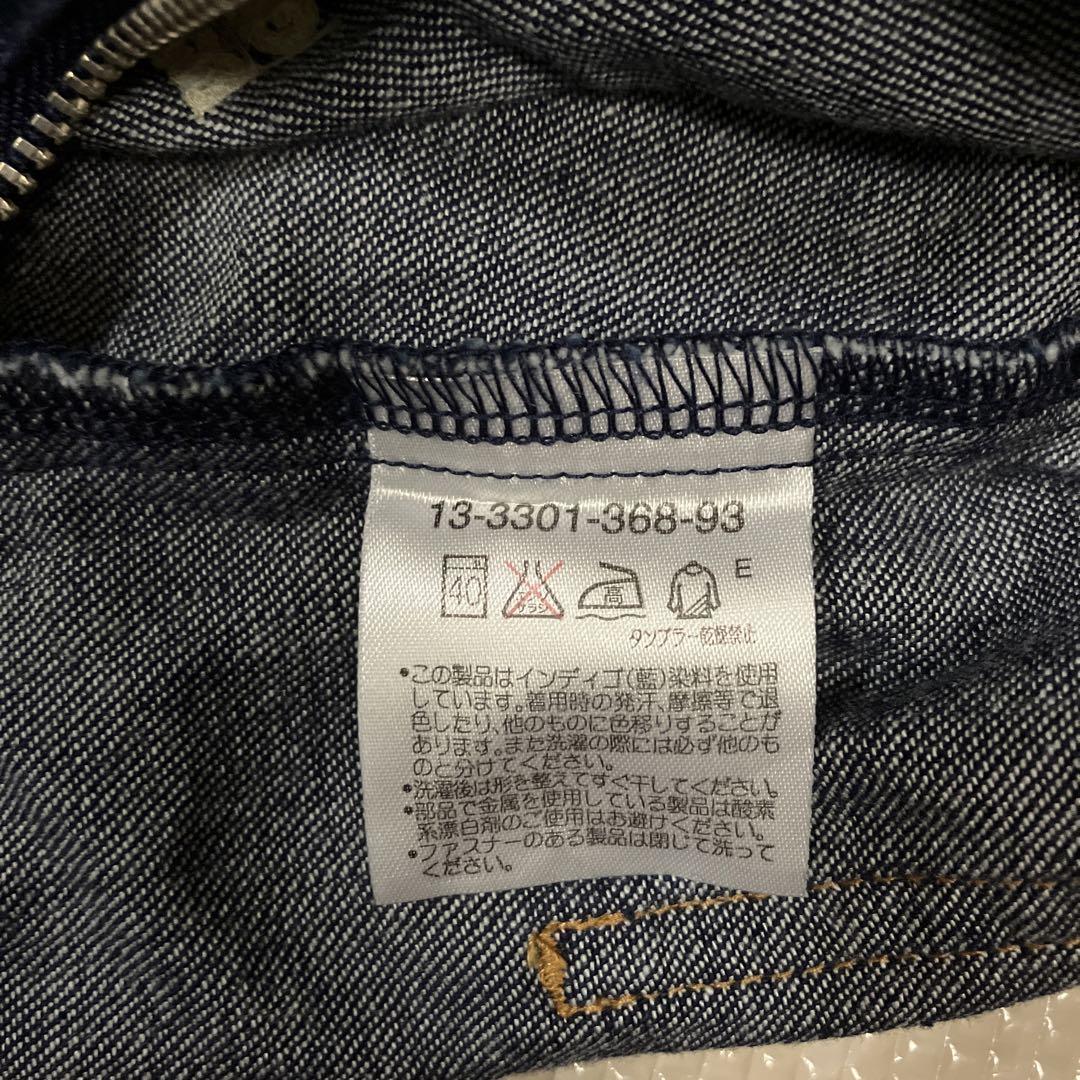 13-3301-368-93
40 エンソサラシ 高 E
タンブラー乾燥禁止
•この製品はインディゴ(藍)染料を使用
しています。着用時の発汗、摩擦等で退
色したり、他のものに色移りすることが
あります。また洗濯の際には必ず他のも
のと分けてください。
•洗濯後は形を整えてすぐ干してください。
•部品で金属を使用している製品は酸素
系漂白剤のご使用はお避けください。
•ファスナーのある製品は閉じて洗って
ください。